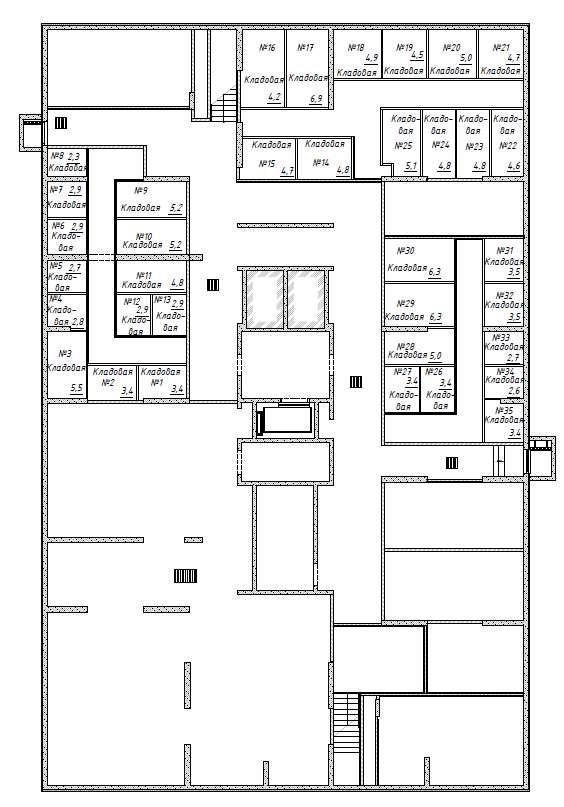 №16
Кладовая
4,2
№17
Кладовая
6,9
№18
4,9
Кладовая
№19
4,5
Кладовая
№20
5,0
Кладовая
№21
4,7
Кладовая
Кладо-
вая
№25
5,1
Кладо-
вая
№24
4,8
Кладо-
вая
№23
4,8
Кладо-
вая
№22
4,6
Кладовая
№15
4,7
Кладовая
№14
4,8
№8 2,3
Кладовая
№7 2,9
Кладовая
№6 2,9
Кладо-
вая
№5 2,7
Кладо-
вая
№4
Кладо-
вая 2,8
№3
Кладовая
5,5
№9
Кладовая 5,2
№10
Кладовая 5,2
№11
Кладовая 4,8
№12
2,9
Кладо-
вая
№13
2,9
Кладо-
вая
Кладовая
№2
3,4
Кладовая
№1
3,4
№30
Кладовая 6,3
№29
Кладовая 6,3
№28
Кладовая 5,0
№27
3,4
Кладо-
вая
№26
3,4
Кладо-
вая
№31
Кладовая
3,5
№32
Кладовая
3,5
№33
Кладовая
2,7
№34
Кладовая
2,6
№35
Кладовая
3,4